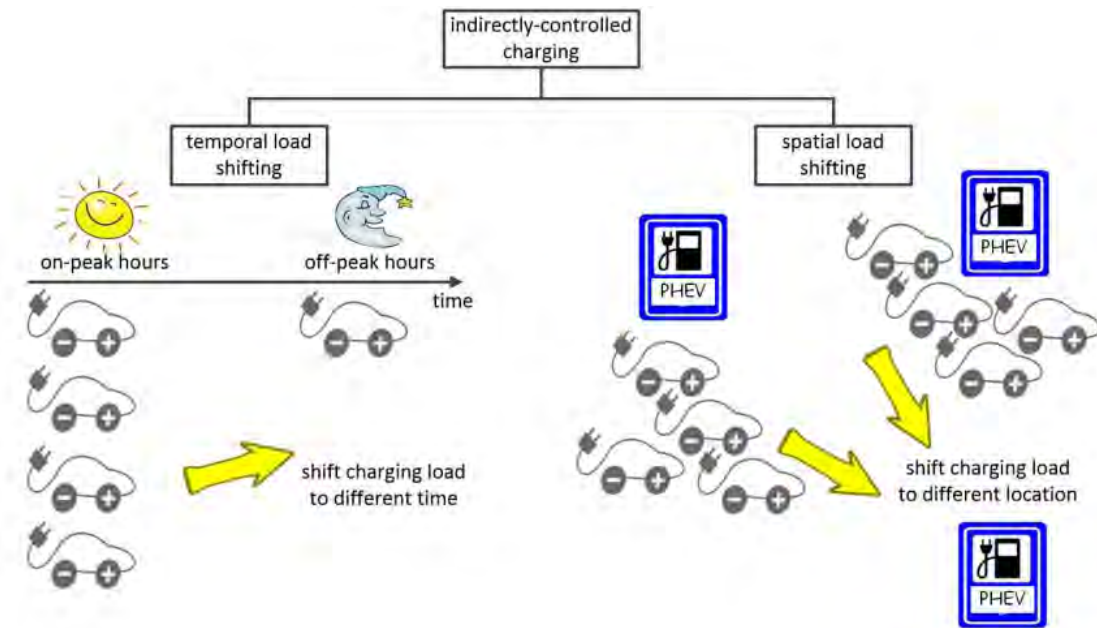 indirectly-controlled
charging
temporal load
shifting
spatial load
shifting
on-peak hours
off-peak hours
time
shift charging load
to different time
PHEV
PHEV
shift charging load
to different location
PHEV